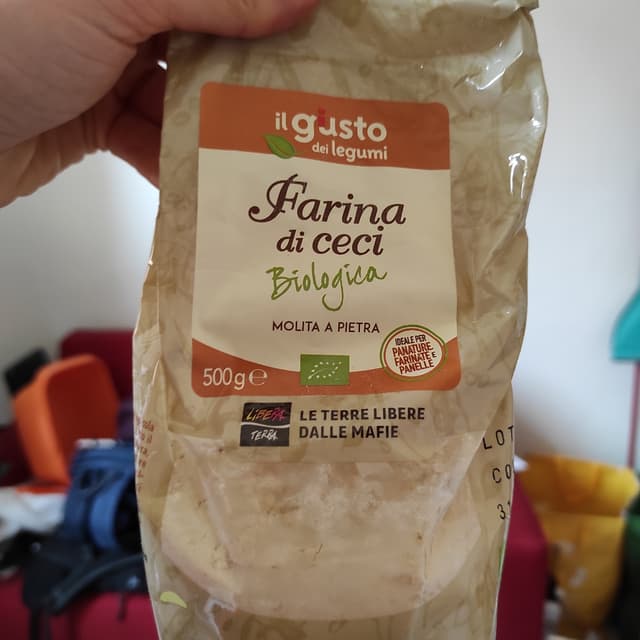 il gusto
dei legumi
Farina
di ceci
Biologica
MOLITA A PIETRA
IDEALE PER
PANATURE
FARINATE E
PANELLE
500 g ℮
LIBERA
TERRA
LE TERRE LIBERE
DALLE MAFIE
LOT
CO